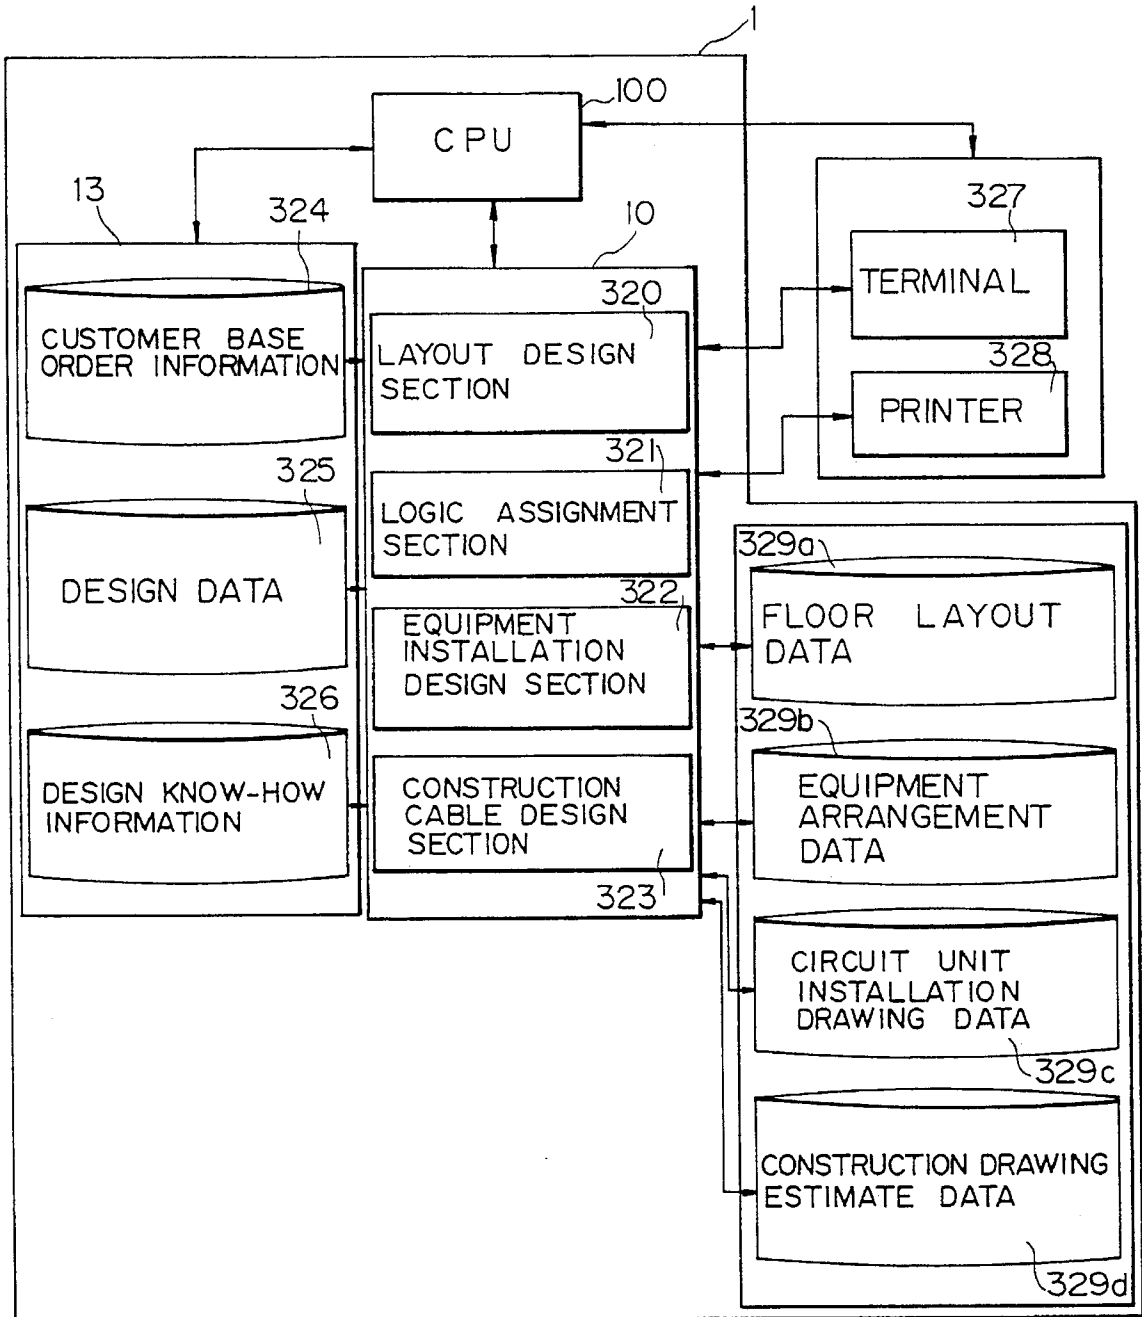 1
100
CPU
13
324
10
327
TERMINAL
320
CUSTOMER BASE
ORDER INFORMATION
LAYOUT DESIGN
SECTION
328
PRINTER
321
325
LOGIC ASSIGNMENT
SECTION
DESIGN DATA
329a
FLOOR LAYOUT
DATA
322
EQUIPMENT
INSTALLATION
DESIGN SECTION
326
329b
DESIGN KNOW-HOW
INFORMATION
CONSTRUCTION
CABLE DESIGN
SECTION
323
EQUIPMENT
ARRANGEMENT
DATA
CIRCUIT UNIT
INSTALLATION
DRAWING DATA
329c
CONSTRUCTION DRAWING
ESTIMATE DATA
329d